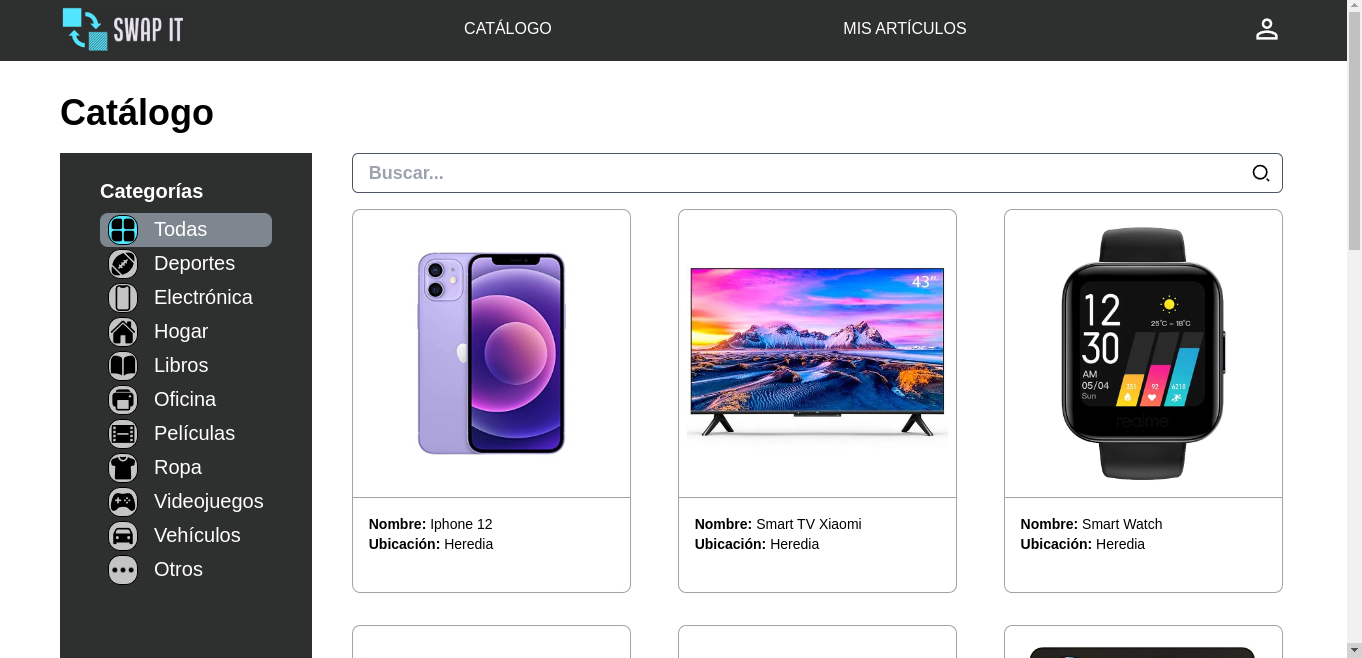 SWAP IT
CATÁLOGO
MIS ARTÍCULOS
Catálogo
Categorías
Todas
Deportes
Electrónica
Hogar
Libros
Oficina
Películas
Ropa
Videojuegos
Vehículos
Otros
Buscar...
43"
12
30
AM
05/04
Sun
25°C - 18°C
351
92
6218
realme
Nombre: Iphone 12
Ubicación: Heredia
Nombre: Smart TV Xiaomi
Ubicación: Heredia
Nombre: Smart Watch
Ubicación: Heredia